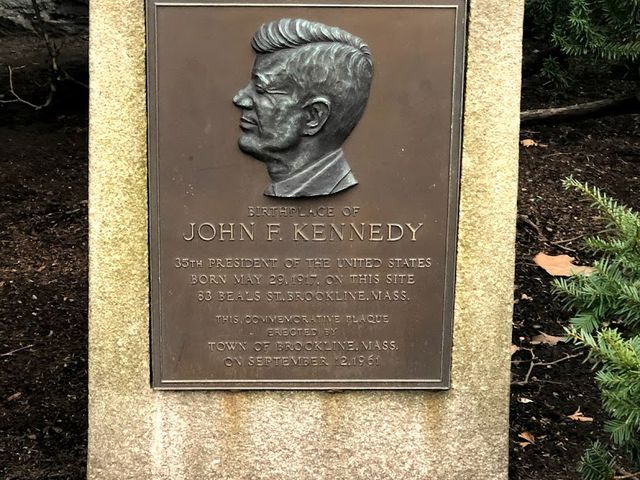 BIRTHPLACE OF
JOHN F. KENNEDY
35TH PRESIDENT OF THE UNITED STATES
BORN MAY 29, 1917, ON THIS SITE
83 BEALS ST. BROOKLINE, MASS.
THIS COMMEMORATIVE PLAQUE
ERECTED BY
TOWN OF BROOKLINE, MASS.
ON SEPTEMBER 12, 1961